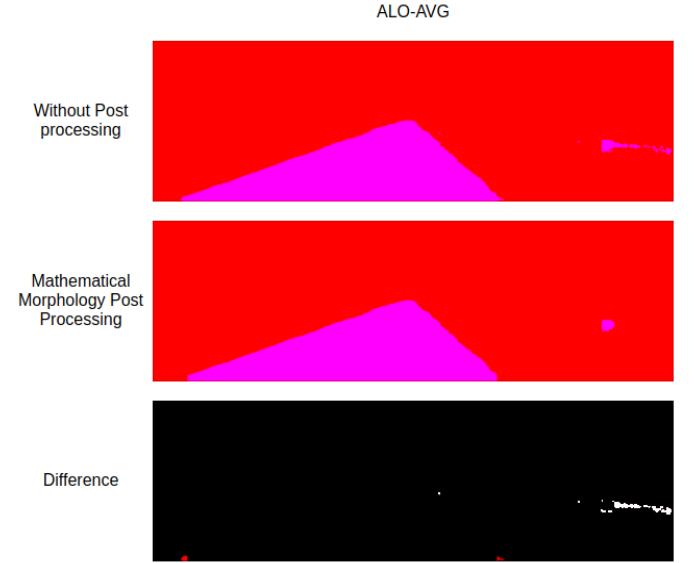 ALO-AVG
Without Post
processing
Mathematical
Morphology Post
Processing
Difference